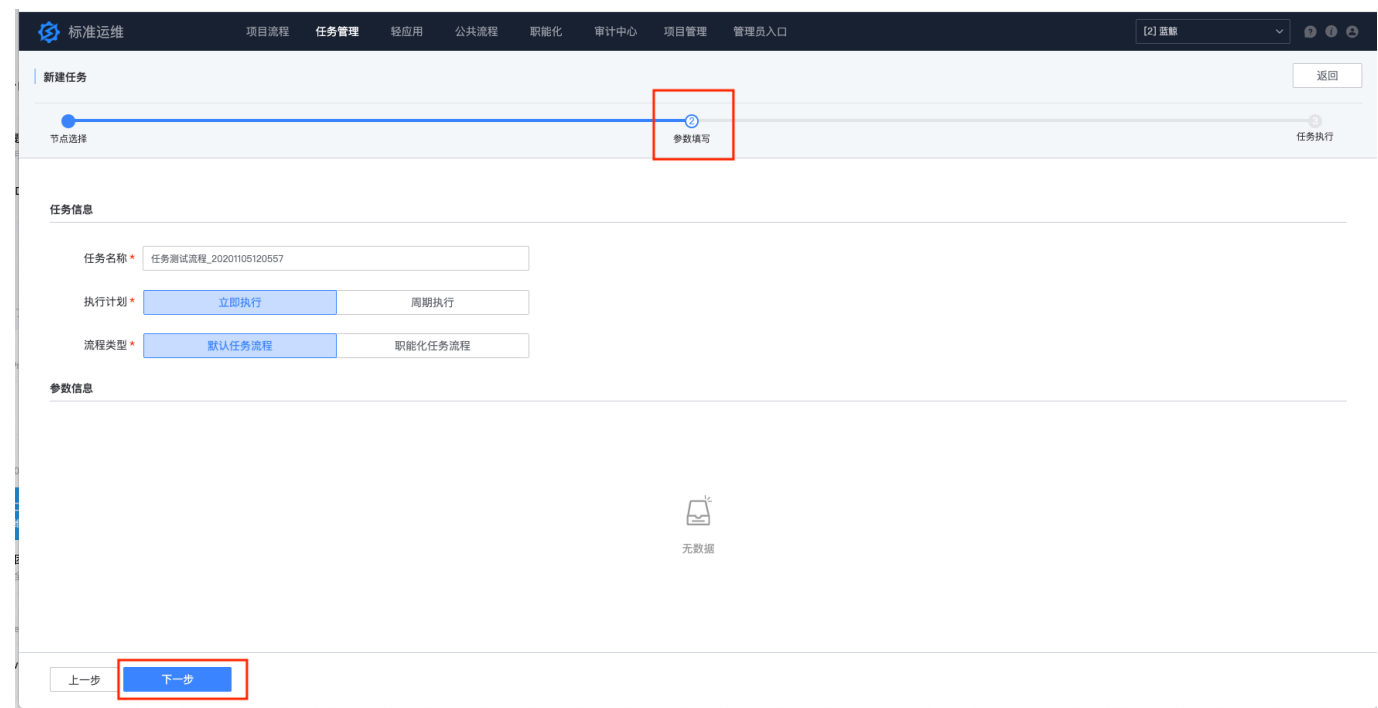 标准运维 项目流程 任务管理 轻应用 公共流程 职能化 审计中心 项目管理 管理员入口 [2] 蓝鲸
新建任务 返回
2 3
节点选择 参数填写 任务执行
任务信息
任务名称 * 任务测试流程_20201105120557
执行计划 * 立即执行 周期执行
流程类型 * 默认任务流程 职能化任务流程
参数信息
无数据
上一步 下一步